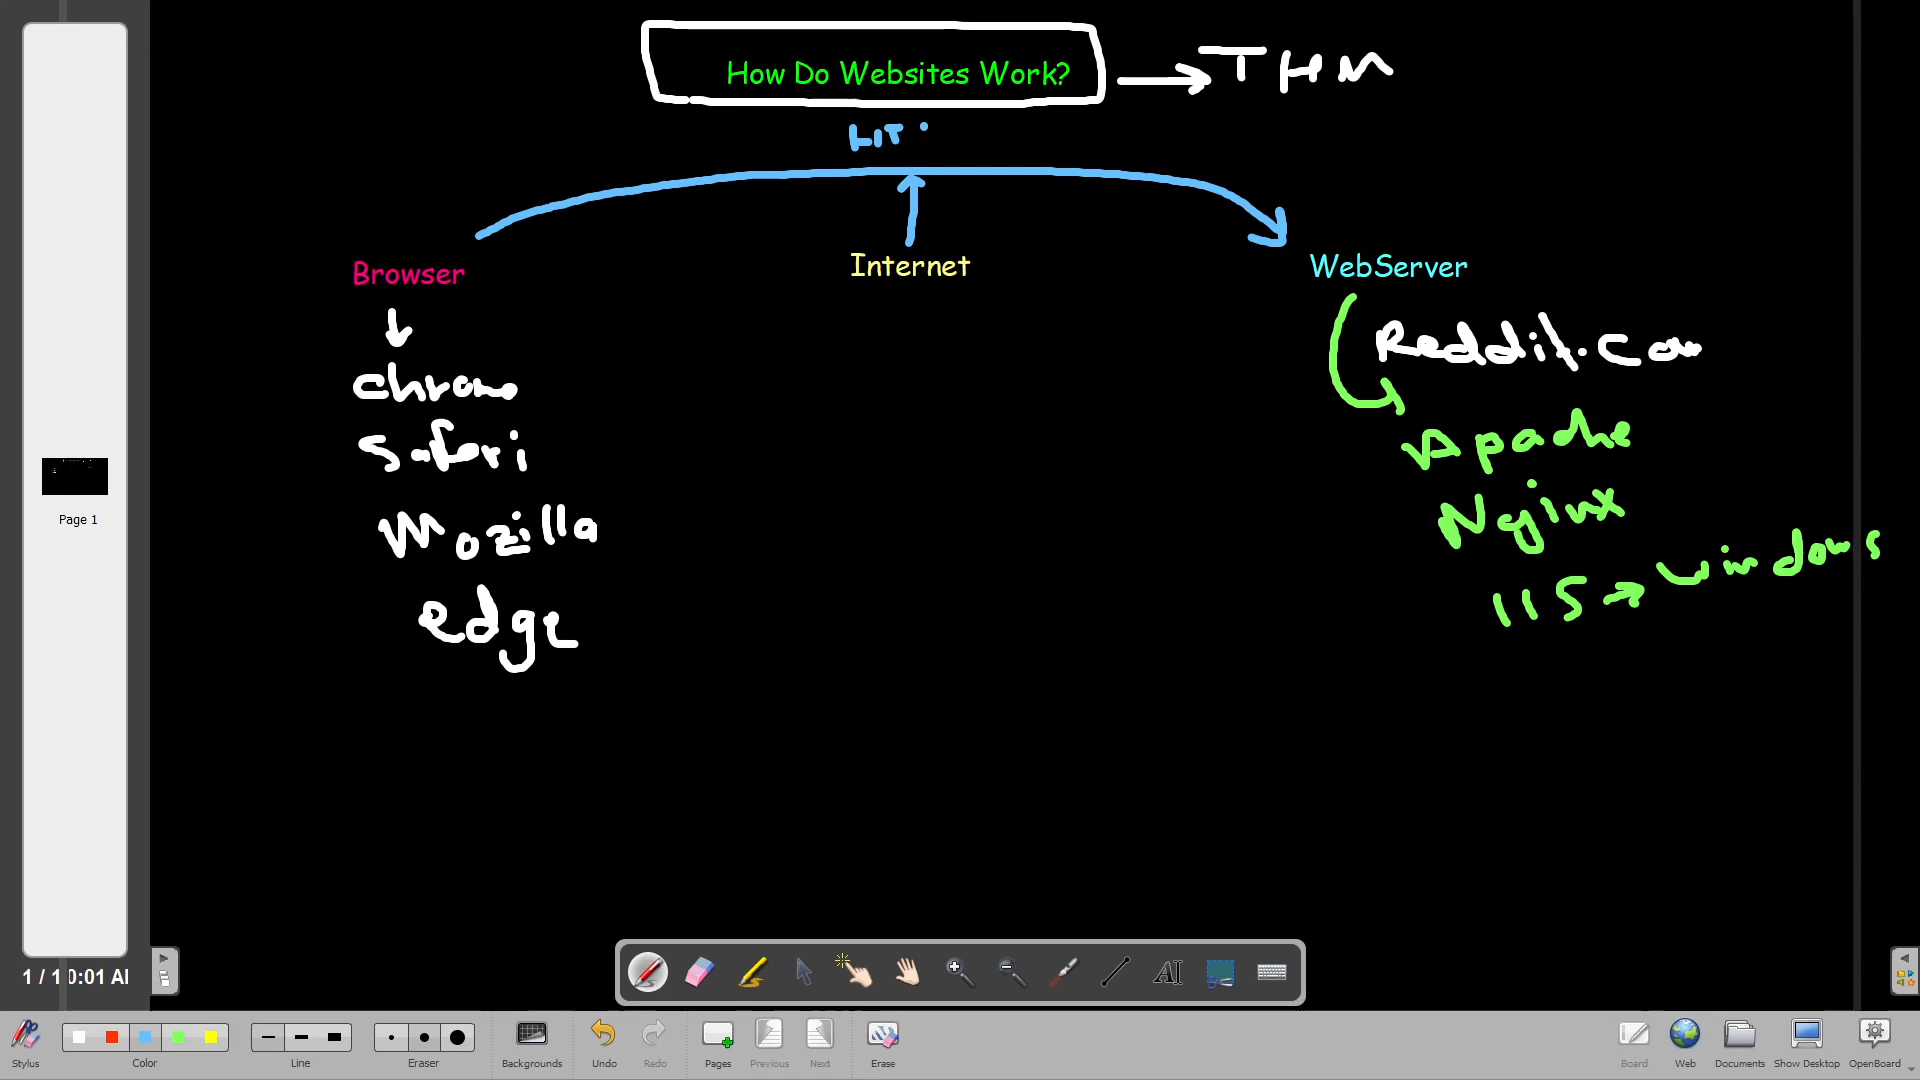 How Do Websites Work?
THM
Browser
Internet
WebServer
Reddit.com
chrome
Apache
Safari
Nginx
Mozilla
IIS → windows
edge
Page 1
1 / 1
Stylus
Color
Line
Eraser
Backgrounds
Undo
Redo
Pages
Previous
Next
Erase
Board
Web
Documents
Show Desktop
OpenBoard